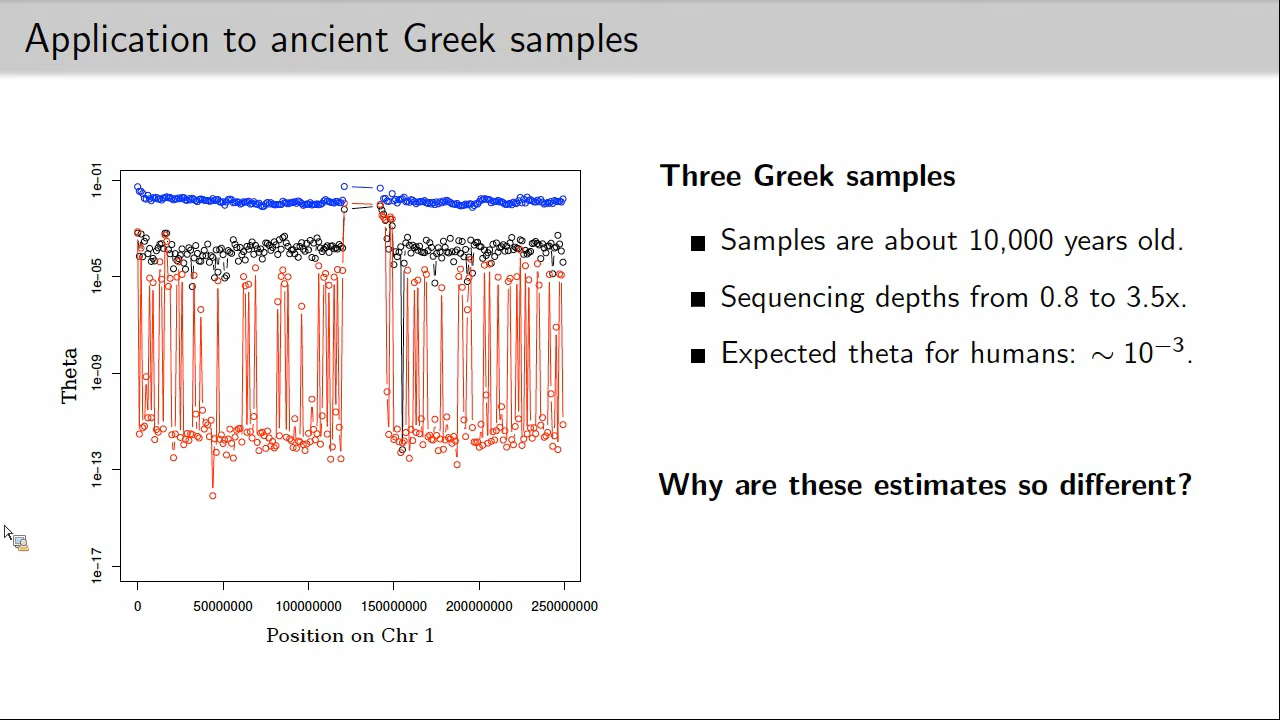 Application to ancient Greek samples
1e−01
1e−05
1e−09
1e−13
1e−17
Theta
0
50000000
100000000
150000000
200000000
250000000
Position on Chr 1
Three Greek samples
Samples are about 10,000 years old.
Sequencing depths from 0.8 to 3.5x.
Expected theta for humans: ∼ 10⁻³.
Why are these estimates so different?